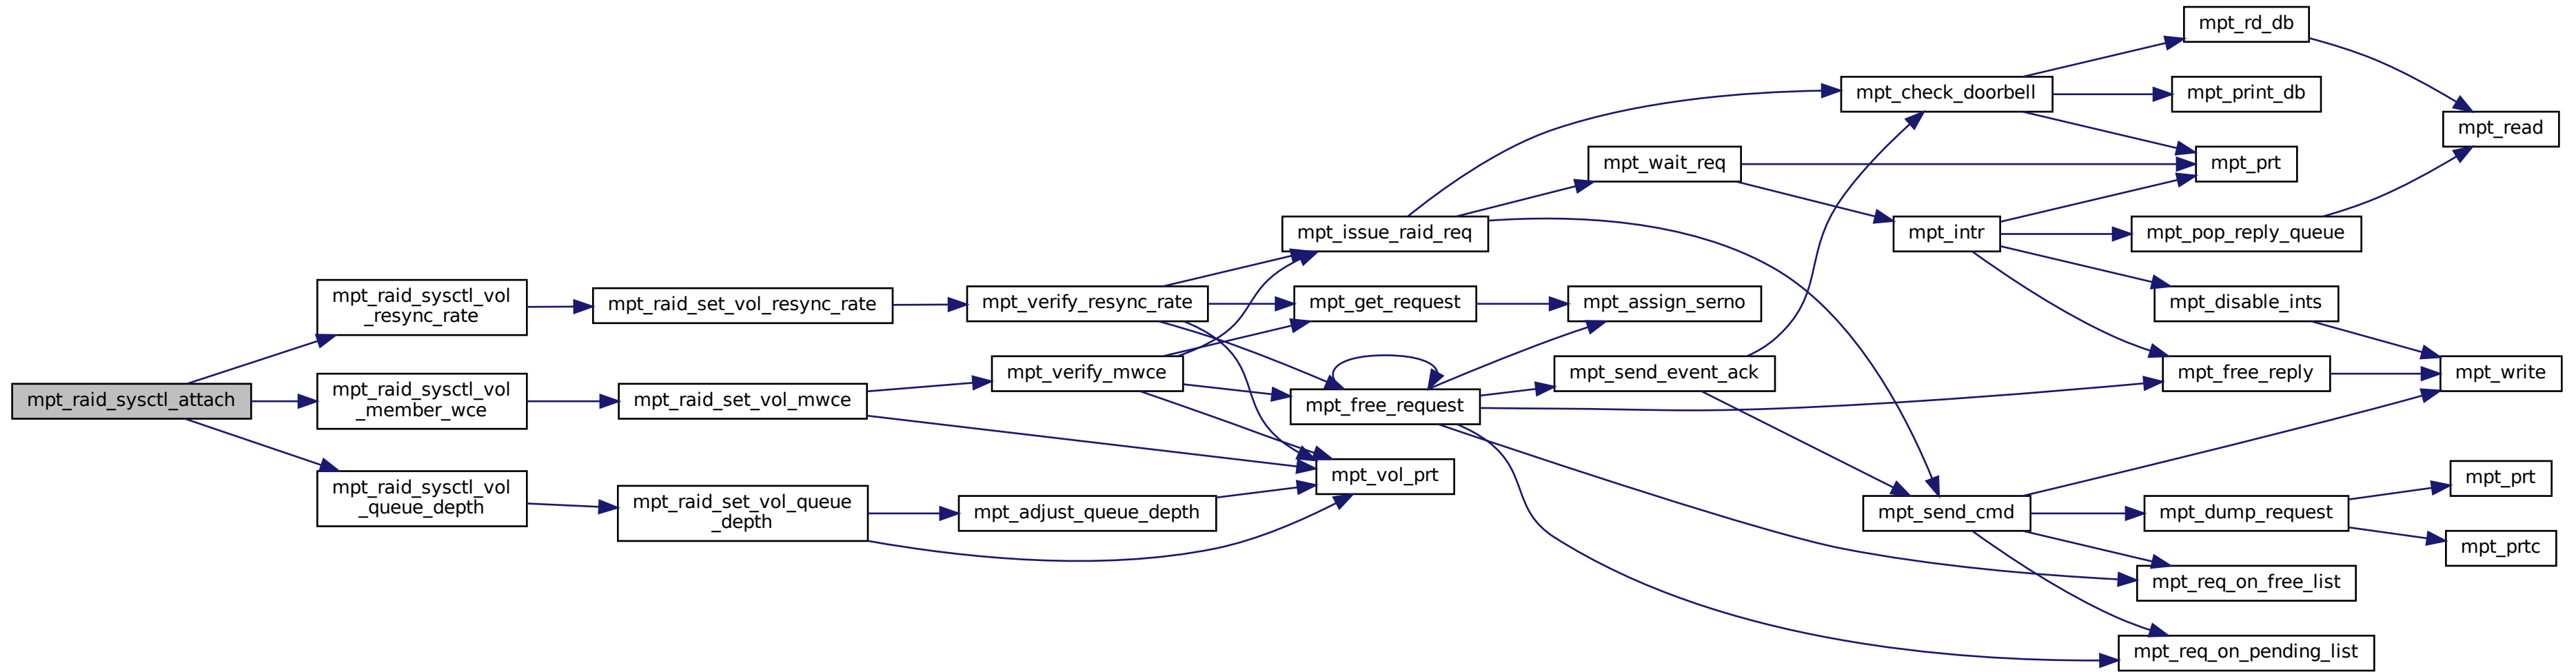 mpt_raid_sysctl_attach
mpt_raid_sysctl_vol
_resync_rate
mpt_raid_sysctl_vol
_member_wce
mpt_raid_sysctl_vol
_queue_depth
mpt_raid_set_vol_resync_rate
mpt_raid_set_vol_mwce
mpt_raid_set_vol_queue
_depth
mpt_verify_resync_rate
mpt_verify_mwce
mpt_adjust_queue_depth
mpt_issue_raid_req
mpt_get_request
mpt_free_request
mpt_vol_prt
mpt_wait_req
mpt_assign_serno
mpt_send_event_ack
mpt_check_doorbell
mpt_intr
mpt_send_cmd
mpt_rd_db
mpt_print_db
mpt_prt
mpt_pop_reply_queue
mpt_disable_ints
mpt_free_reply
mpt_dump_request
mpt_req_on_free_list
mpt_req_on_pending_list
mpt_read
mpt_write
mpt_prt
mpt_prtc